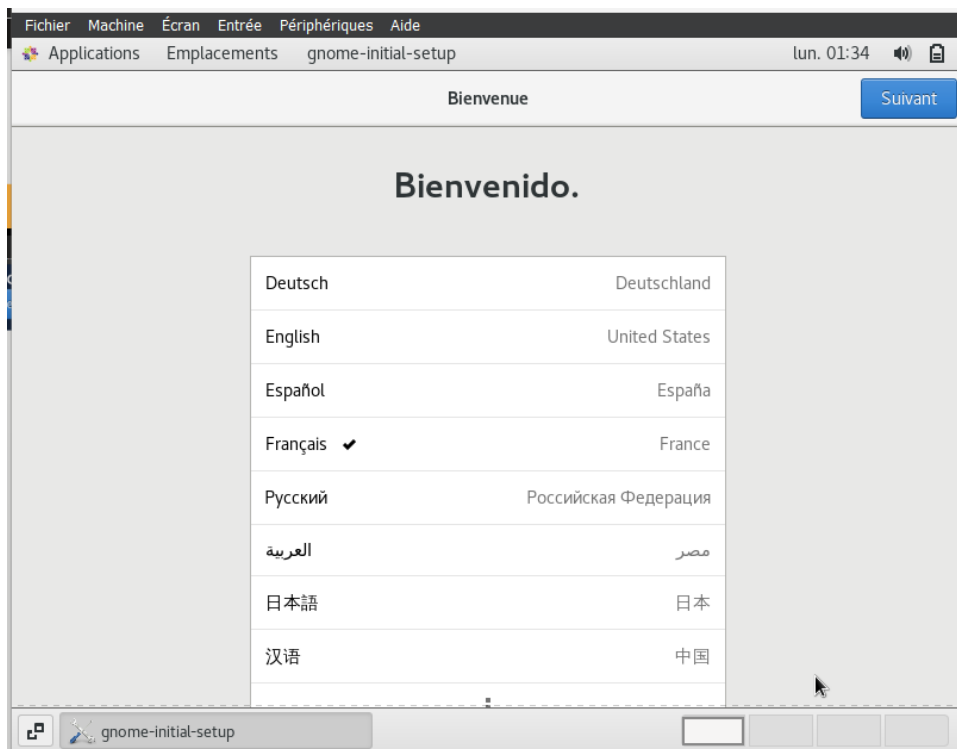 Fichier Machine Écran Entrée Périphériques Aide
Applications Emplacements gnome-initial-setup lun. 01:34
Bienvenue Suivant
Bienvenido.
Deutsch Deutschland
English United States
Español España
Français France
Русский Российская Федерация
العربية مصر
日本語 日本
汉语 中国
gnome-initial-setup